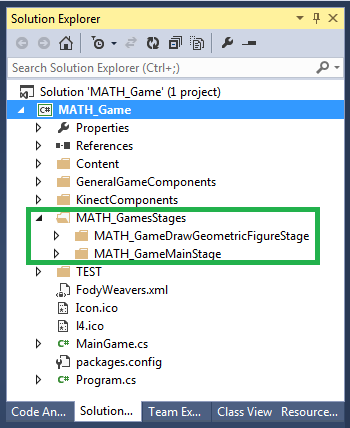 Solution Explorer
Search Solution Explorer (Ctrl+;)
Solution 'MATH_Game' (1 project)
C# MATH_Game
Properties
References
Content
GeneralGameComponents
KinectComponents
MATH_GamesStages
MATH_GameDrawGeometricFigureStage
MATH_GameMainStage
TEST
FodyWeavers.xml
Icon.ico
I4.ico
C# MainGame.cs
packages.config
C# Program.cs
Code An... Solution... Team Ex... Class View Resource...